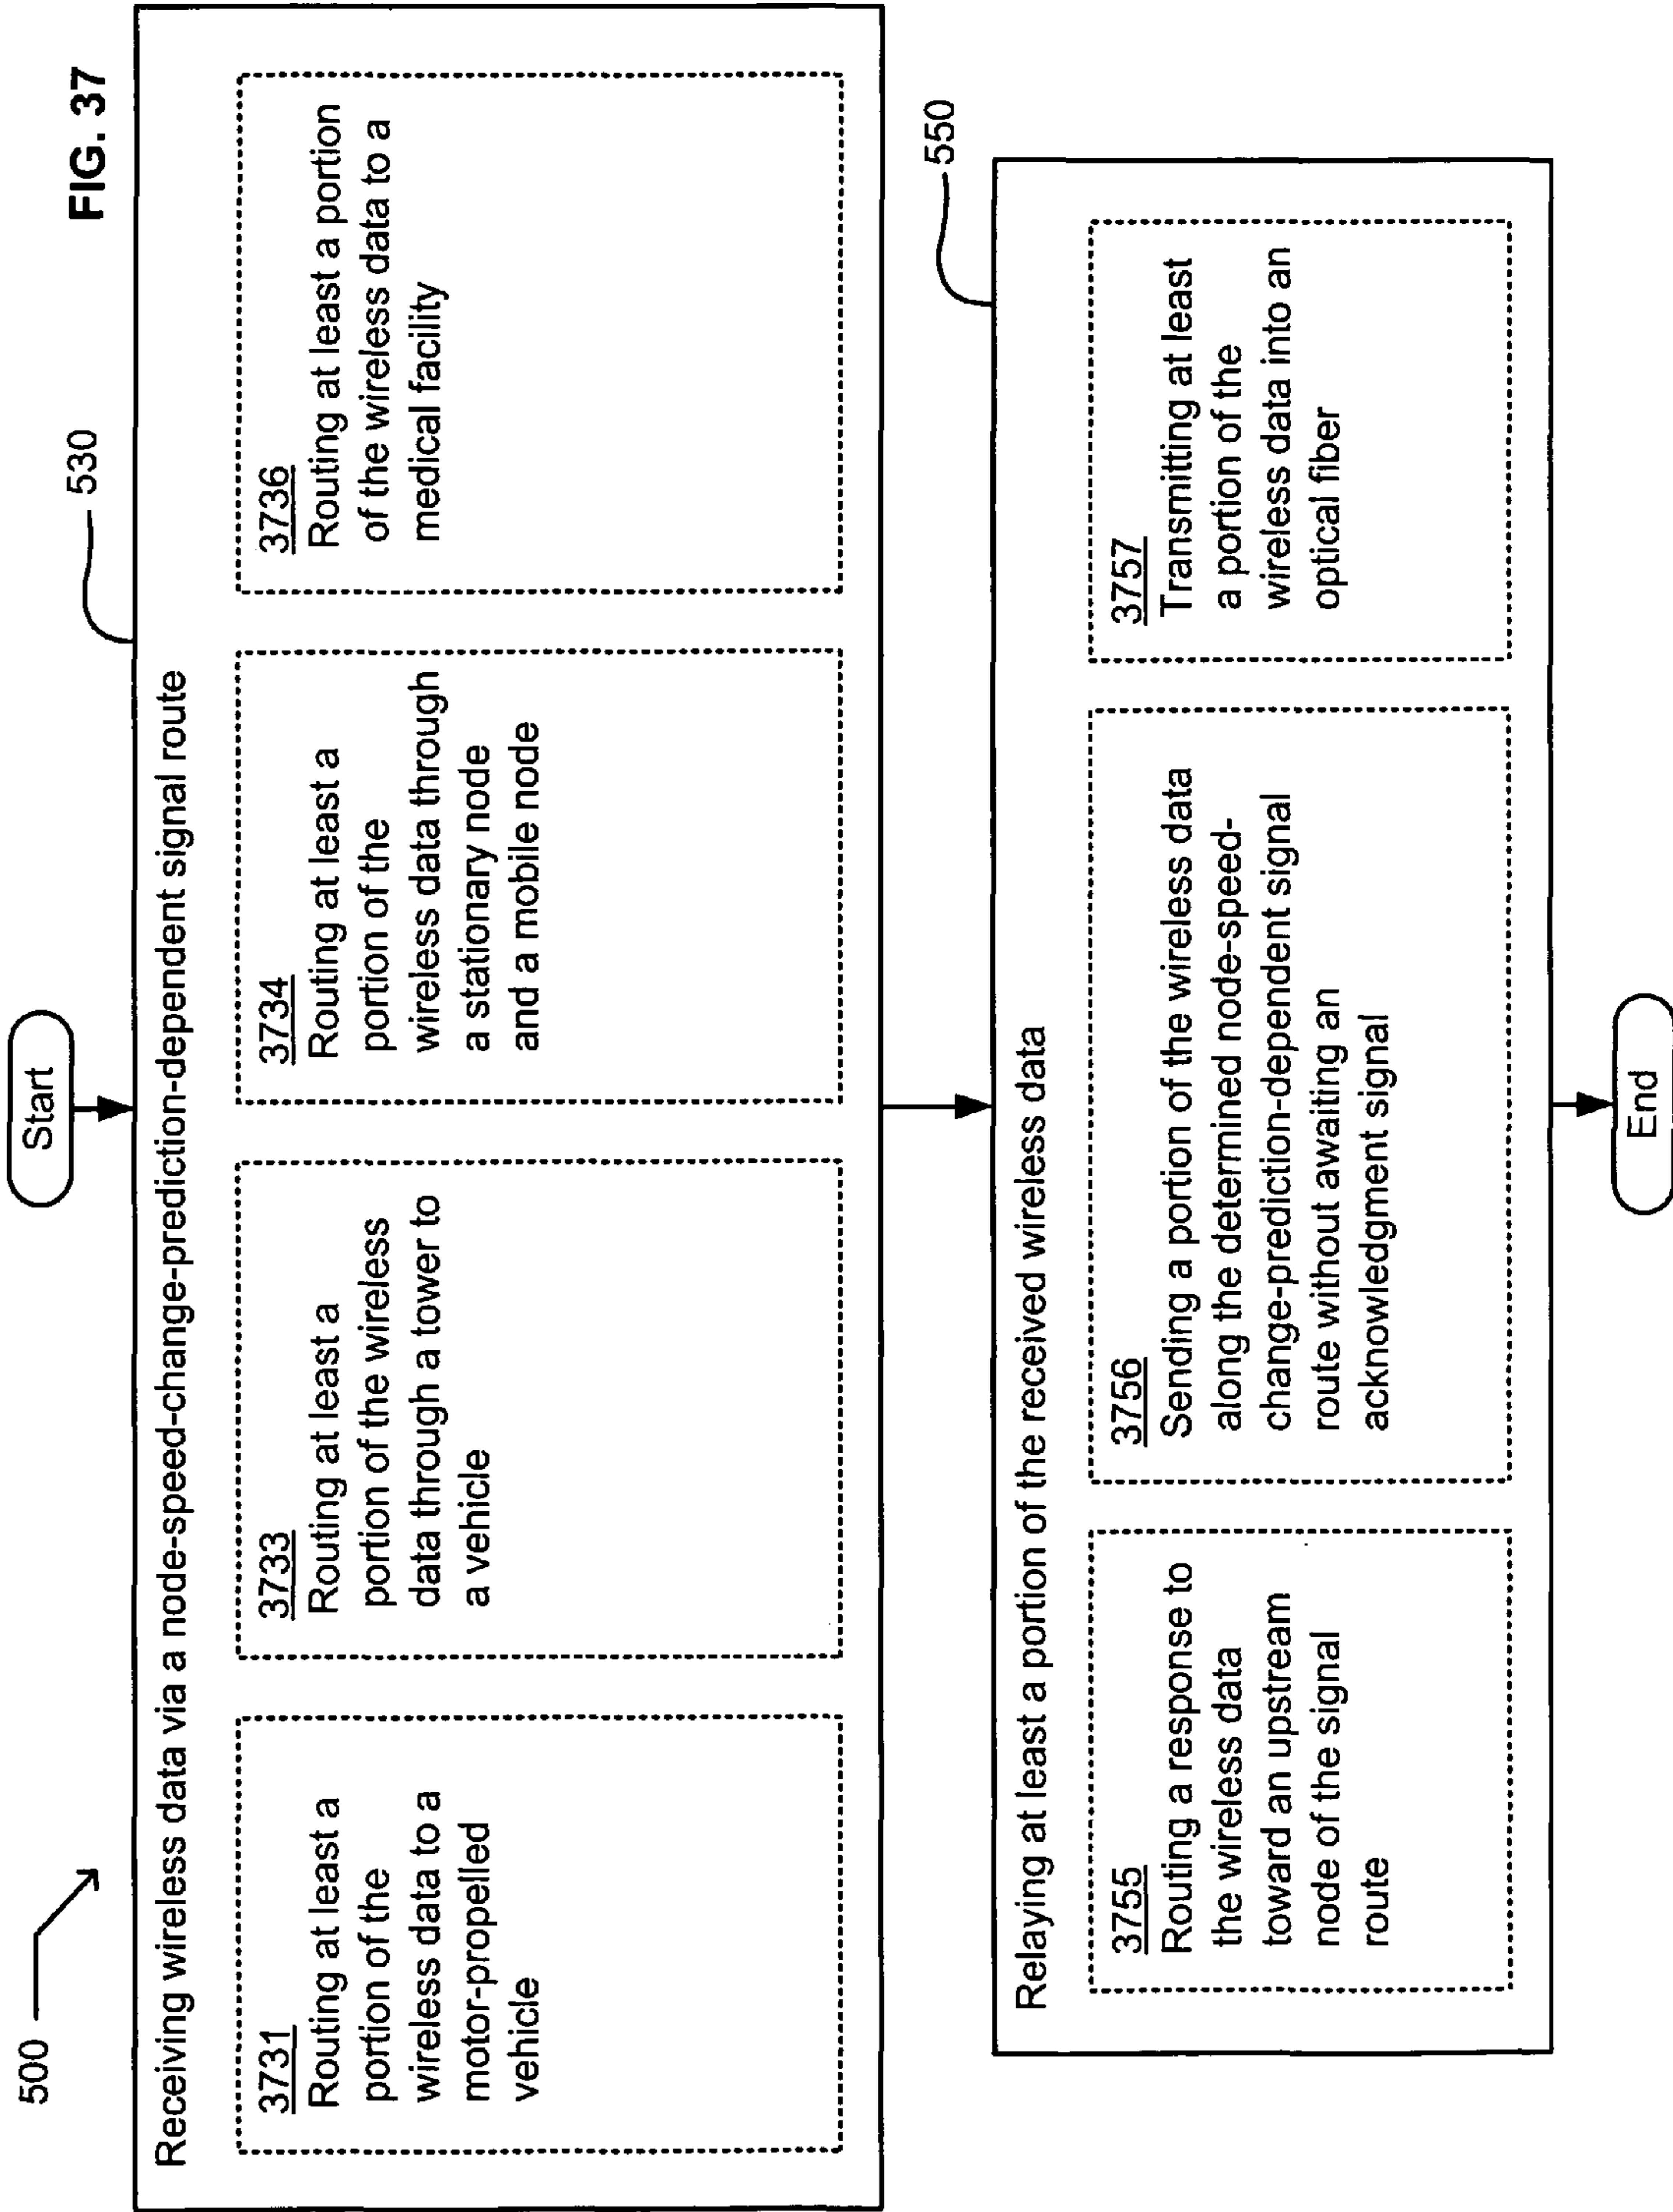 FIG. 37
500
Start
530
Receiving wireless data via a node-speed-change-prediction-dependent signal route
3731
Routing at least a
portion of the
wireless data to a
motor-propelled
vehicle
3733
Routing at least a
portion of the wireless
data through a tower to
a vehicle
3734
Routing at least a
portion of the
wireless data through
a stationary node
and a mobile node
3736
Routing at least a portion
of the wireless data to a
medical facility
550
Relaying at least a portion of the received wireless data
3755
Routing a response to
the wireless data
toward an upstream
node of the signal
route
3756
Sending a portion of the wireless data
along the determined node-speed-
change-prediction-dependent signal
route without awaiting an
acknowledgment signal
3757
Transmitting at least
a portion of the
wireless data into an
optical fiber
End